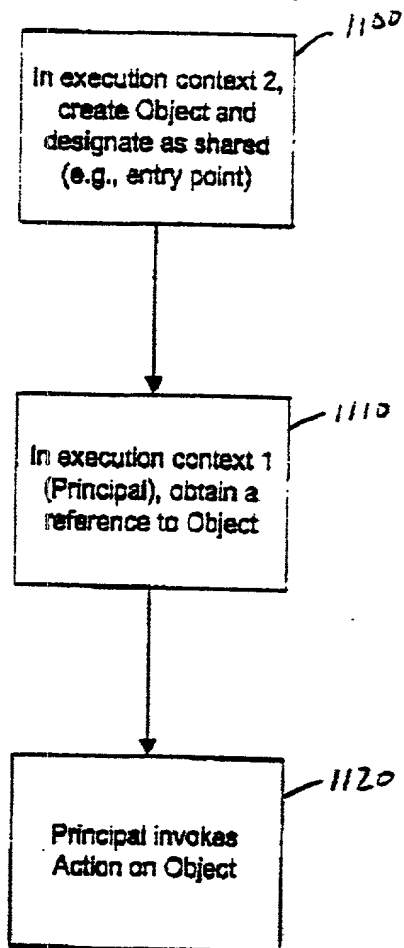 1100
In execution context 2,
create Object and
designate as shared
(e.g., entry point)
1110
In execution context 1
(Principal), obtain a
reference to Object
1120
Principal invokes
Action on Object